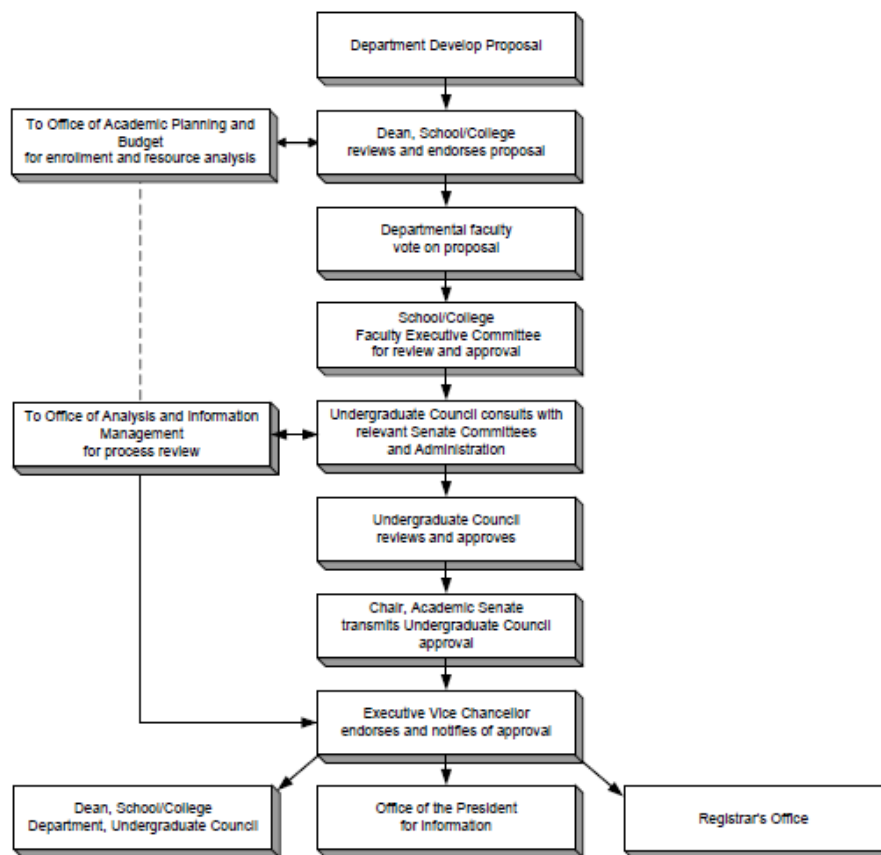 Department Develop Proposal
To Office of Academic Planning and
Budget
for enrollment and resource analysis
Dean, School/College
reviews and endorses proposal
Departmental faculty
vote on proposal
School/College
Faculty Executive Committee
for review and approval
To Office of Analysis and Information
Management
for process review
Undergraduate Council consults with
relevant Senate Committees
and Administration
Undergraduate Council
reviews and approves
Chair, Academic Senate
transmits Undergraduate Council
approval
Executive Vice Chancellor
endorses and notifies of approval
Dean, School/College
Department, Undergraduate Council
Office of the President
for Information
Registrar's Office